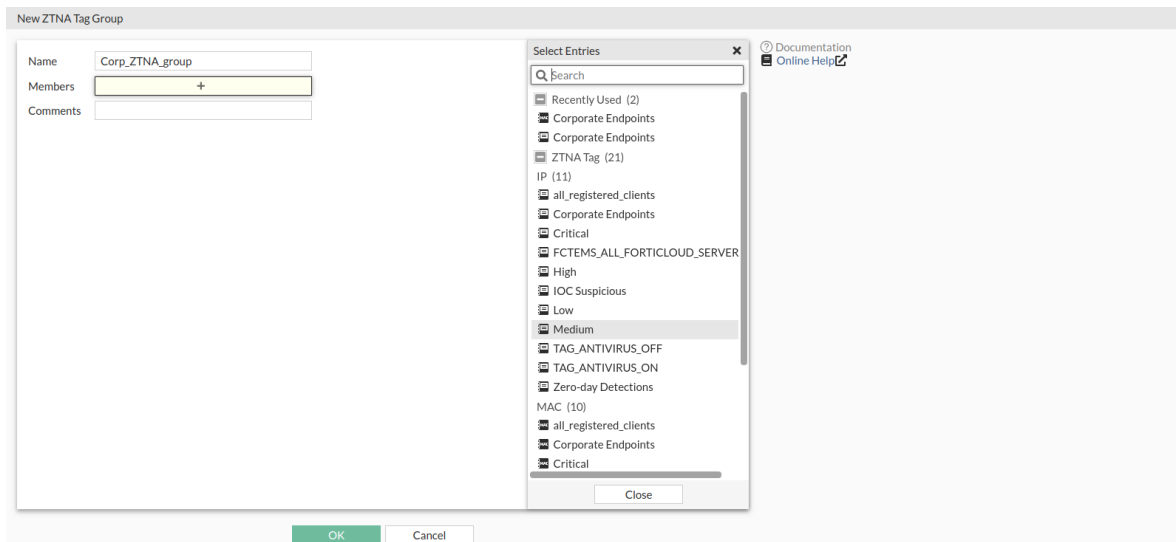 New ZTNA Tag Group
Name Corp_ZTNA_group
Members +
Comments
Select Entries
Search
Recently Used (2)
Corporate Endpoints
Corporate Endpoints
ZTNA Tag (21)
IP (11)
all_registered_clients
Corporate Endpoints
Critical
FCTEMS_ALL_FORTICLOUD_SERVER
High
IOC Suspicious
Low
Medium
TAG_ANTIVIRUS_OFF
TAG_ANTIVIRUS_ON
Zero-day Detections
MAC (10)
all_registered_clients
Corporate Endpoints
Critical
Close
Documentation
Online Help
OK Cancel